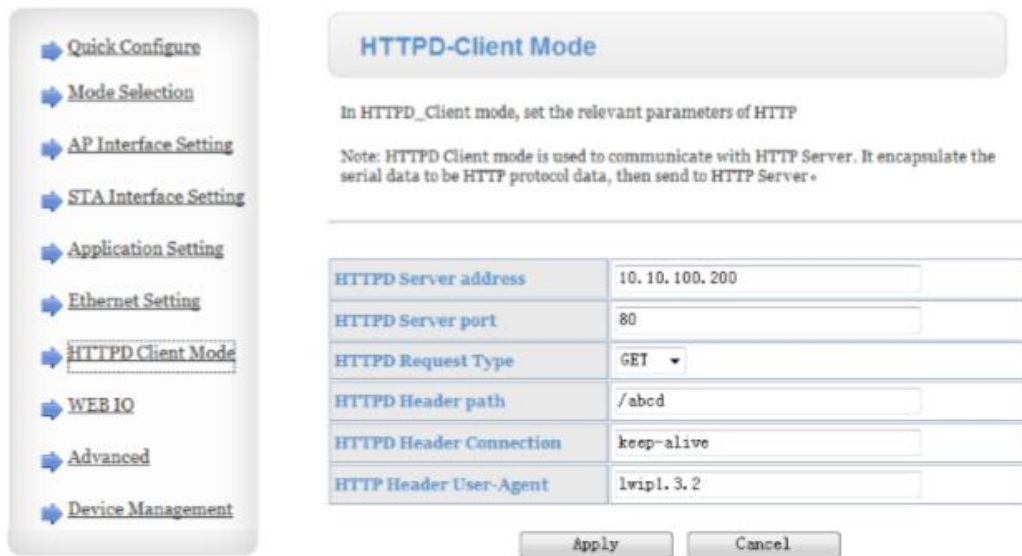 Quick Configure
Mode Selection
AP Interface Setting
STA Interface Setting
Application Setting
Ethernet Setting
HTTPD Client Mode
WEB IO
Advanced
Device Management
HTTPD-Client Mode
In HTTPD_Client mode, set the relevant parameters of HTTP
Note: HTTPD Client mode is used to communicate with HTTP Server. It encapsulate the
serial data to be HTTP protocol data, then send to HTTP Server。
HTTPD Server address 10.10.100.200
HTTPD Server port 80
HTTPD Request Type GET
HTTPD Header path /abcd
HTTPD Header Connection keep-alive
HTTP Header User-Agent lwip1.3.2
Apply Cancel